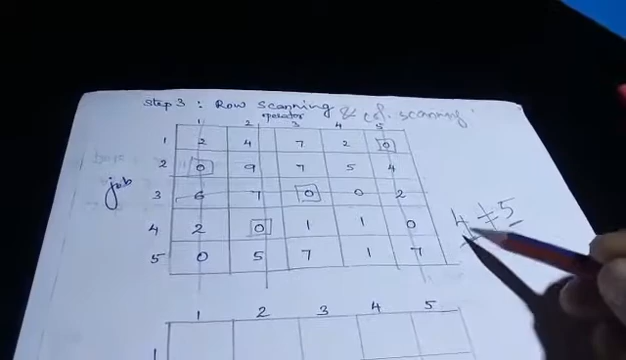 step 3 : Row scanning & col. scanning
operator
1 2 3 4 5
1 2 4 7 2 0
2 0 9 7 5 4
job
3 6 7 0 0 2
4 2 0 1 1 0
4 ≠ 5
5 0 5 7 1 7
1 2 3 4 5
1